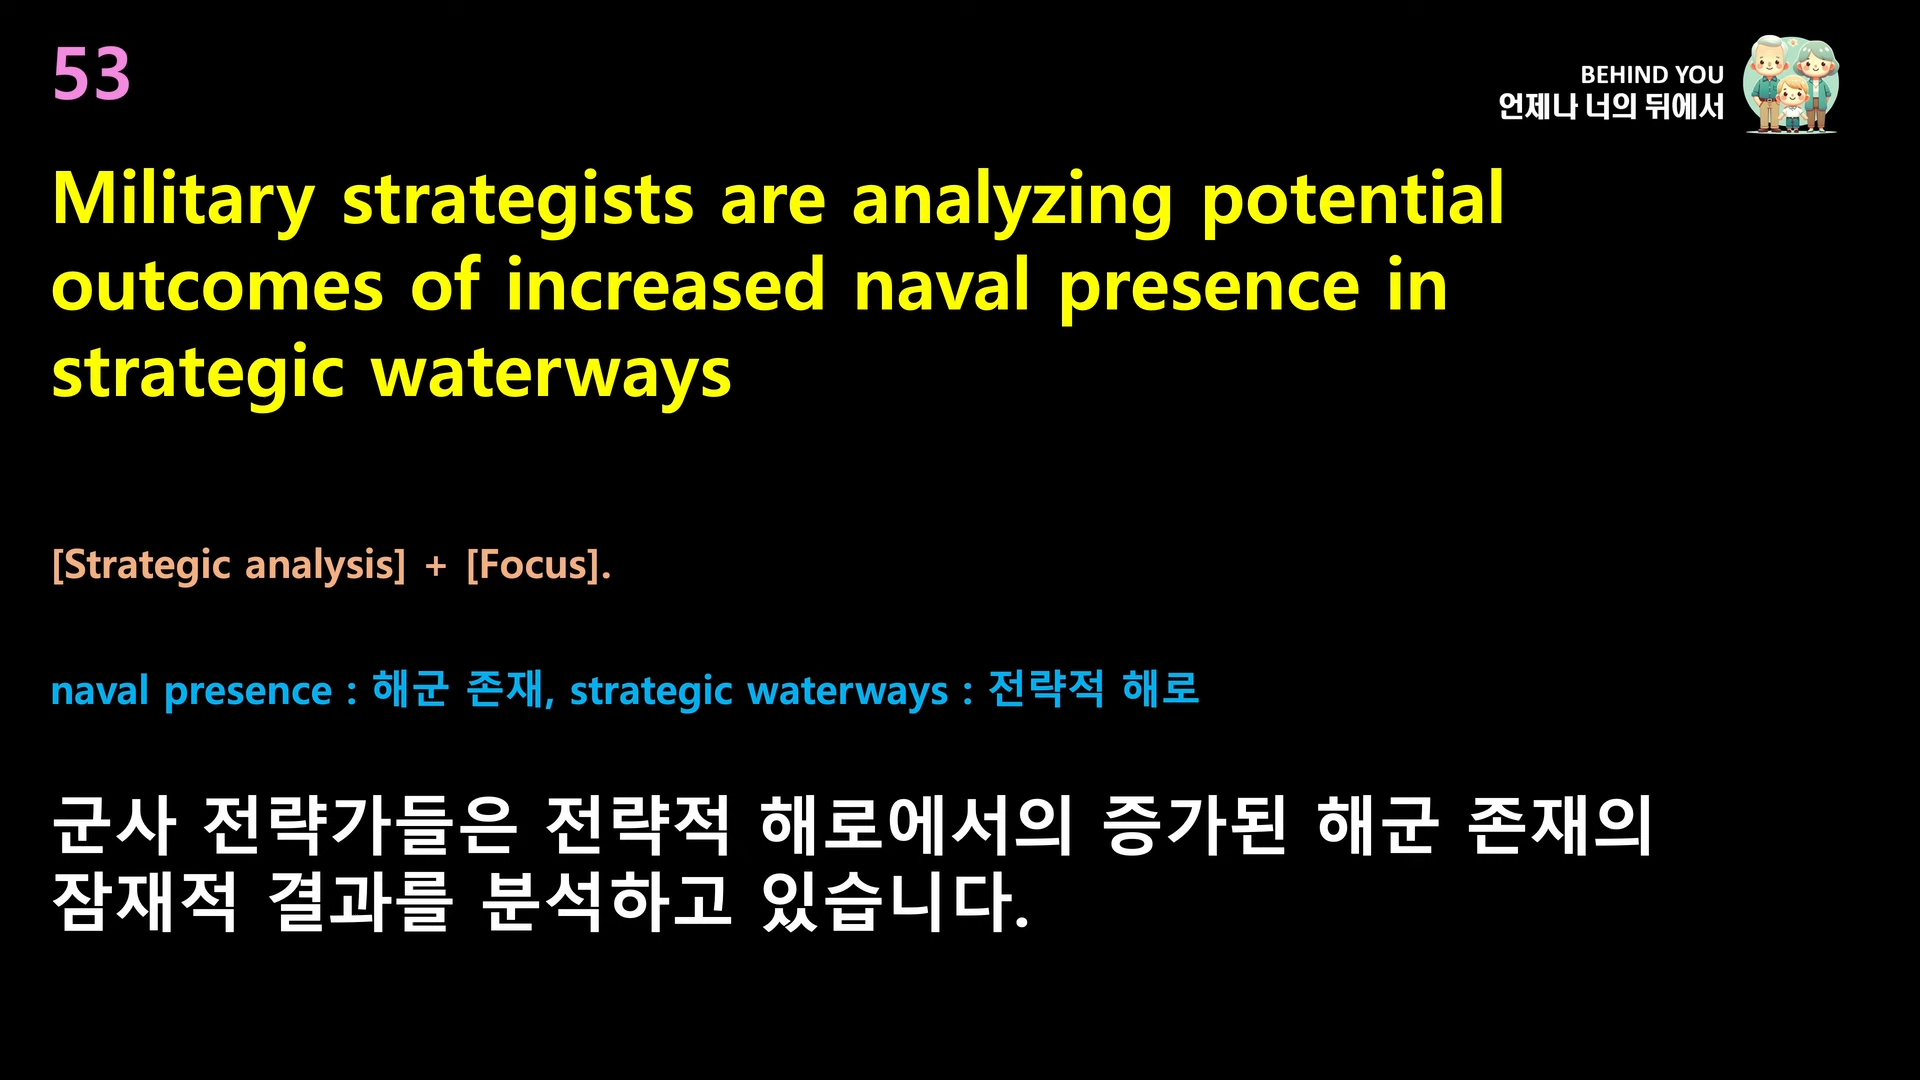 53
BEHIND YOU
언제나 너의 뒤에서
Military strategists are analyzing potential
outcomes of increased naval presence in
strategic waterways
[Strategic analysis] + [Focus].
naval presence : 해군 존재, strategic waterways : 전략적 해로
군사 전략가들은 전략적 해로에서의 증가된 해군 존재의
잠재적 결과를 분석하고 있습니다.